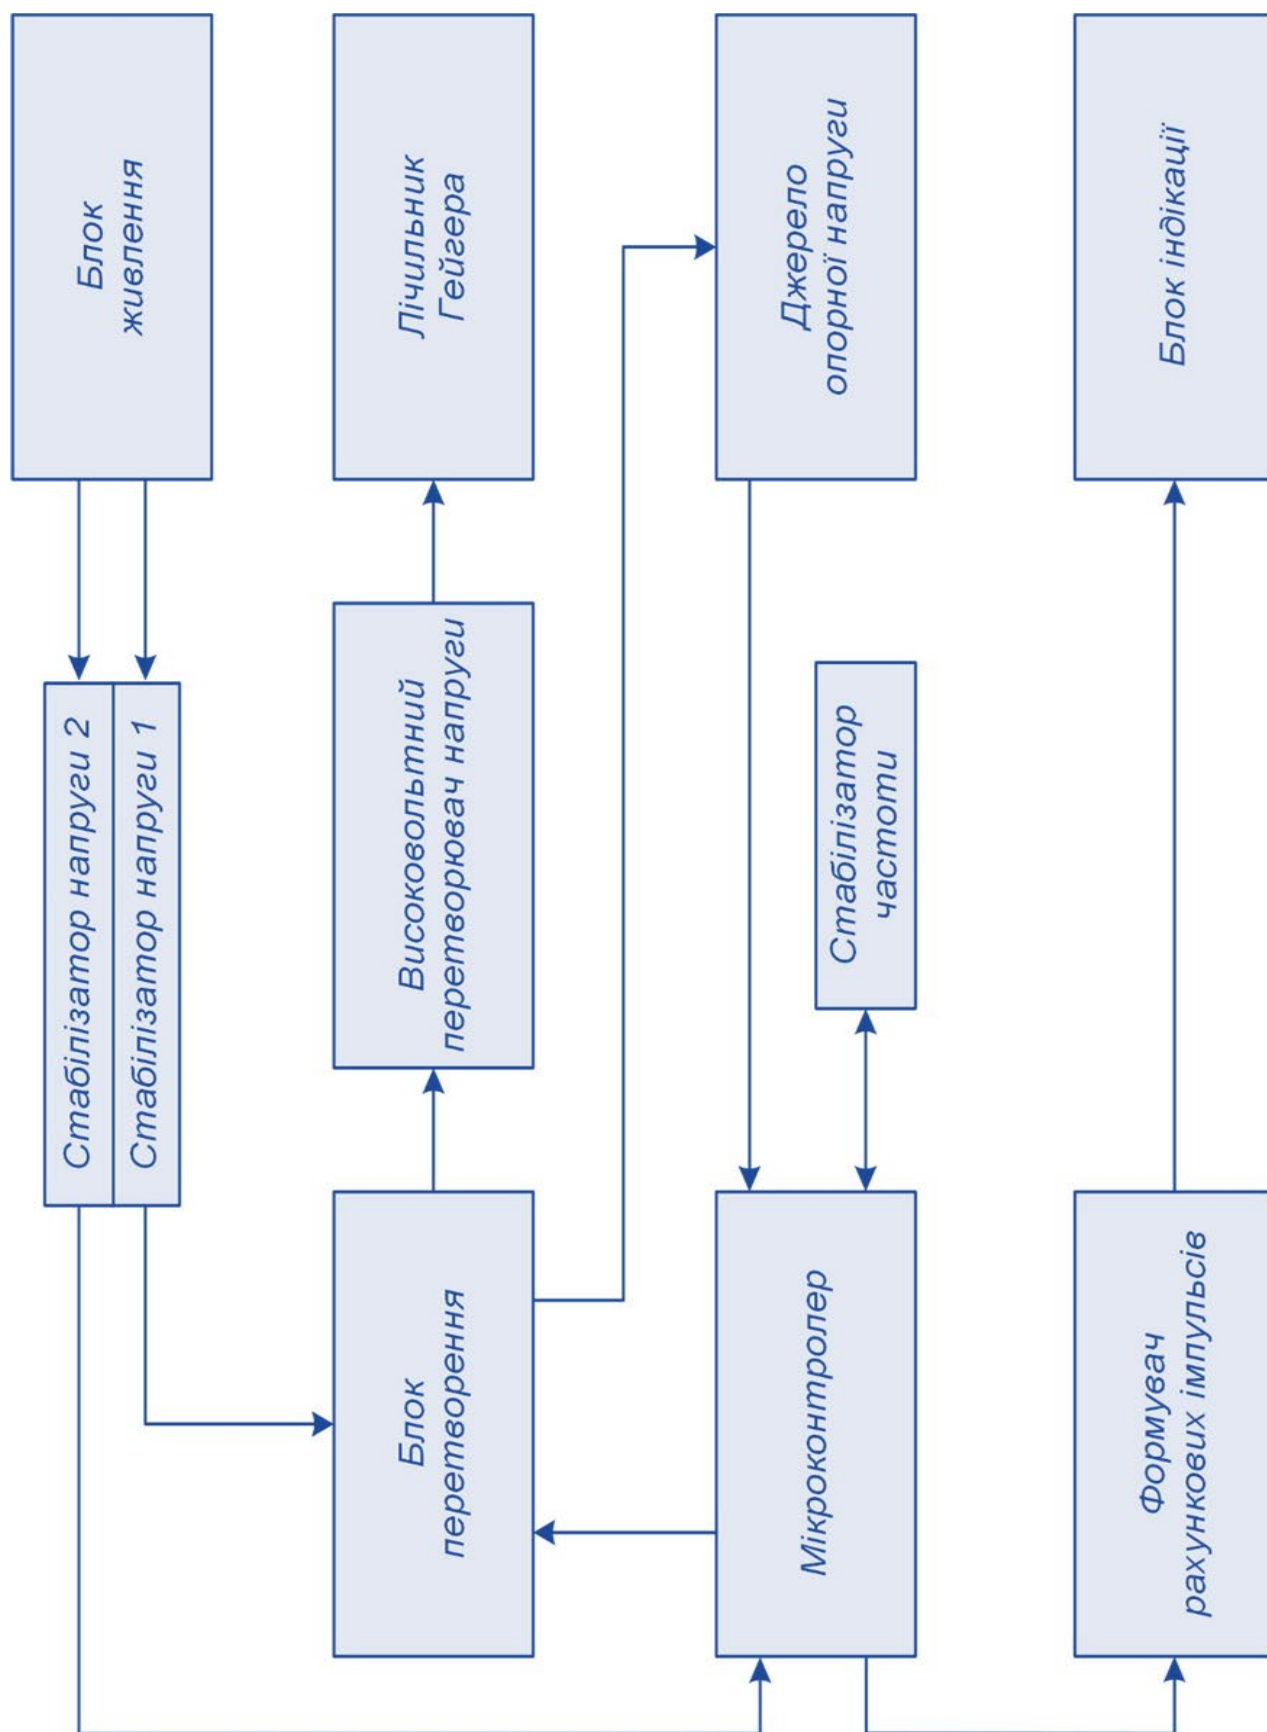 Блок
живлення
Стабілізатор напруги 2
Стабілізатор напруги 1
Лічильник
Гейгера
Високовольтний
перетворювач напруги
Блок
перетворення
Джерело
опорної напруги
Стабілізатор
частоти
Мікроконтролер
Блок індікації
Формувач
рахункових імпульсів